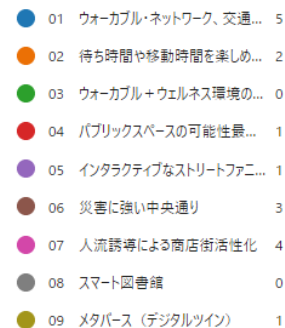 01 ウォーカブル・ネットワーク、交通... 5
02 待ち時間や移動時間を楽しめ... 2
03 ウォーカブル+ウェルネス環境の... 0
04 パブリックスペースの可能性最... 1
05 インタラクティブなストリートファニ... 1
06 災害に強い中央通り 3
07 人流誘導による商店街活性化 4
08 スマート図書館 0
09 メタバース（デジタルツイン） 1